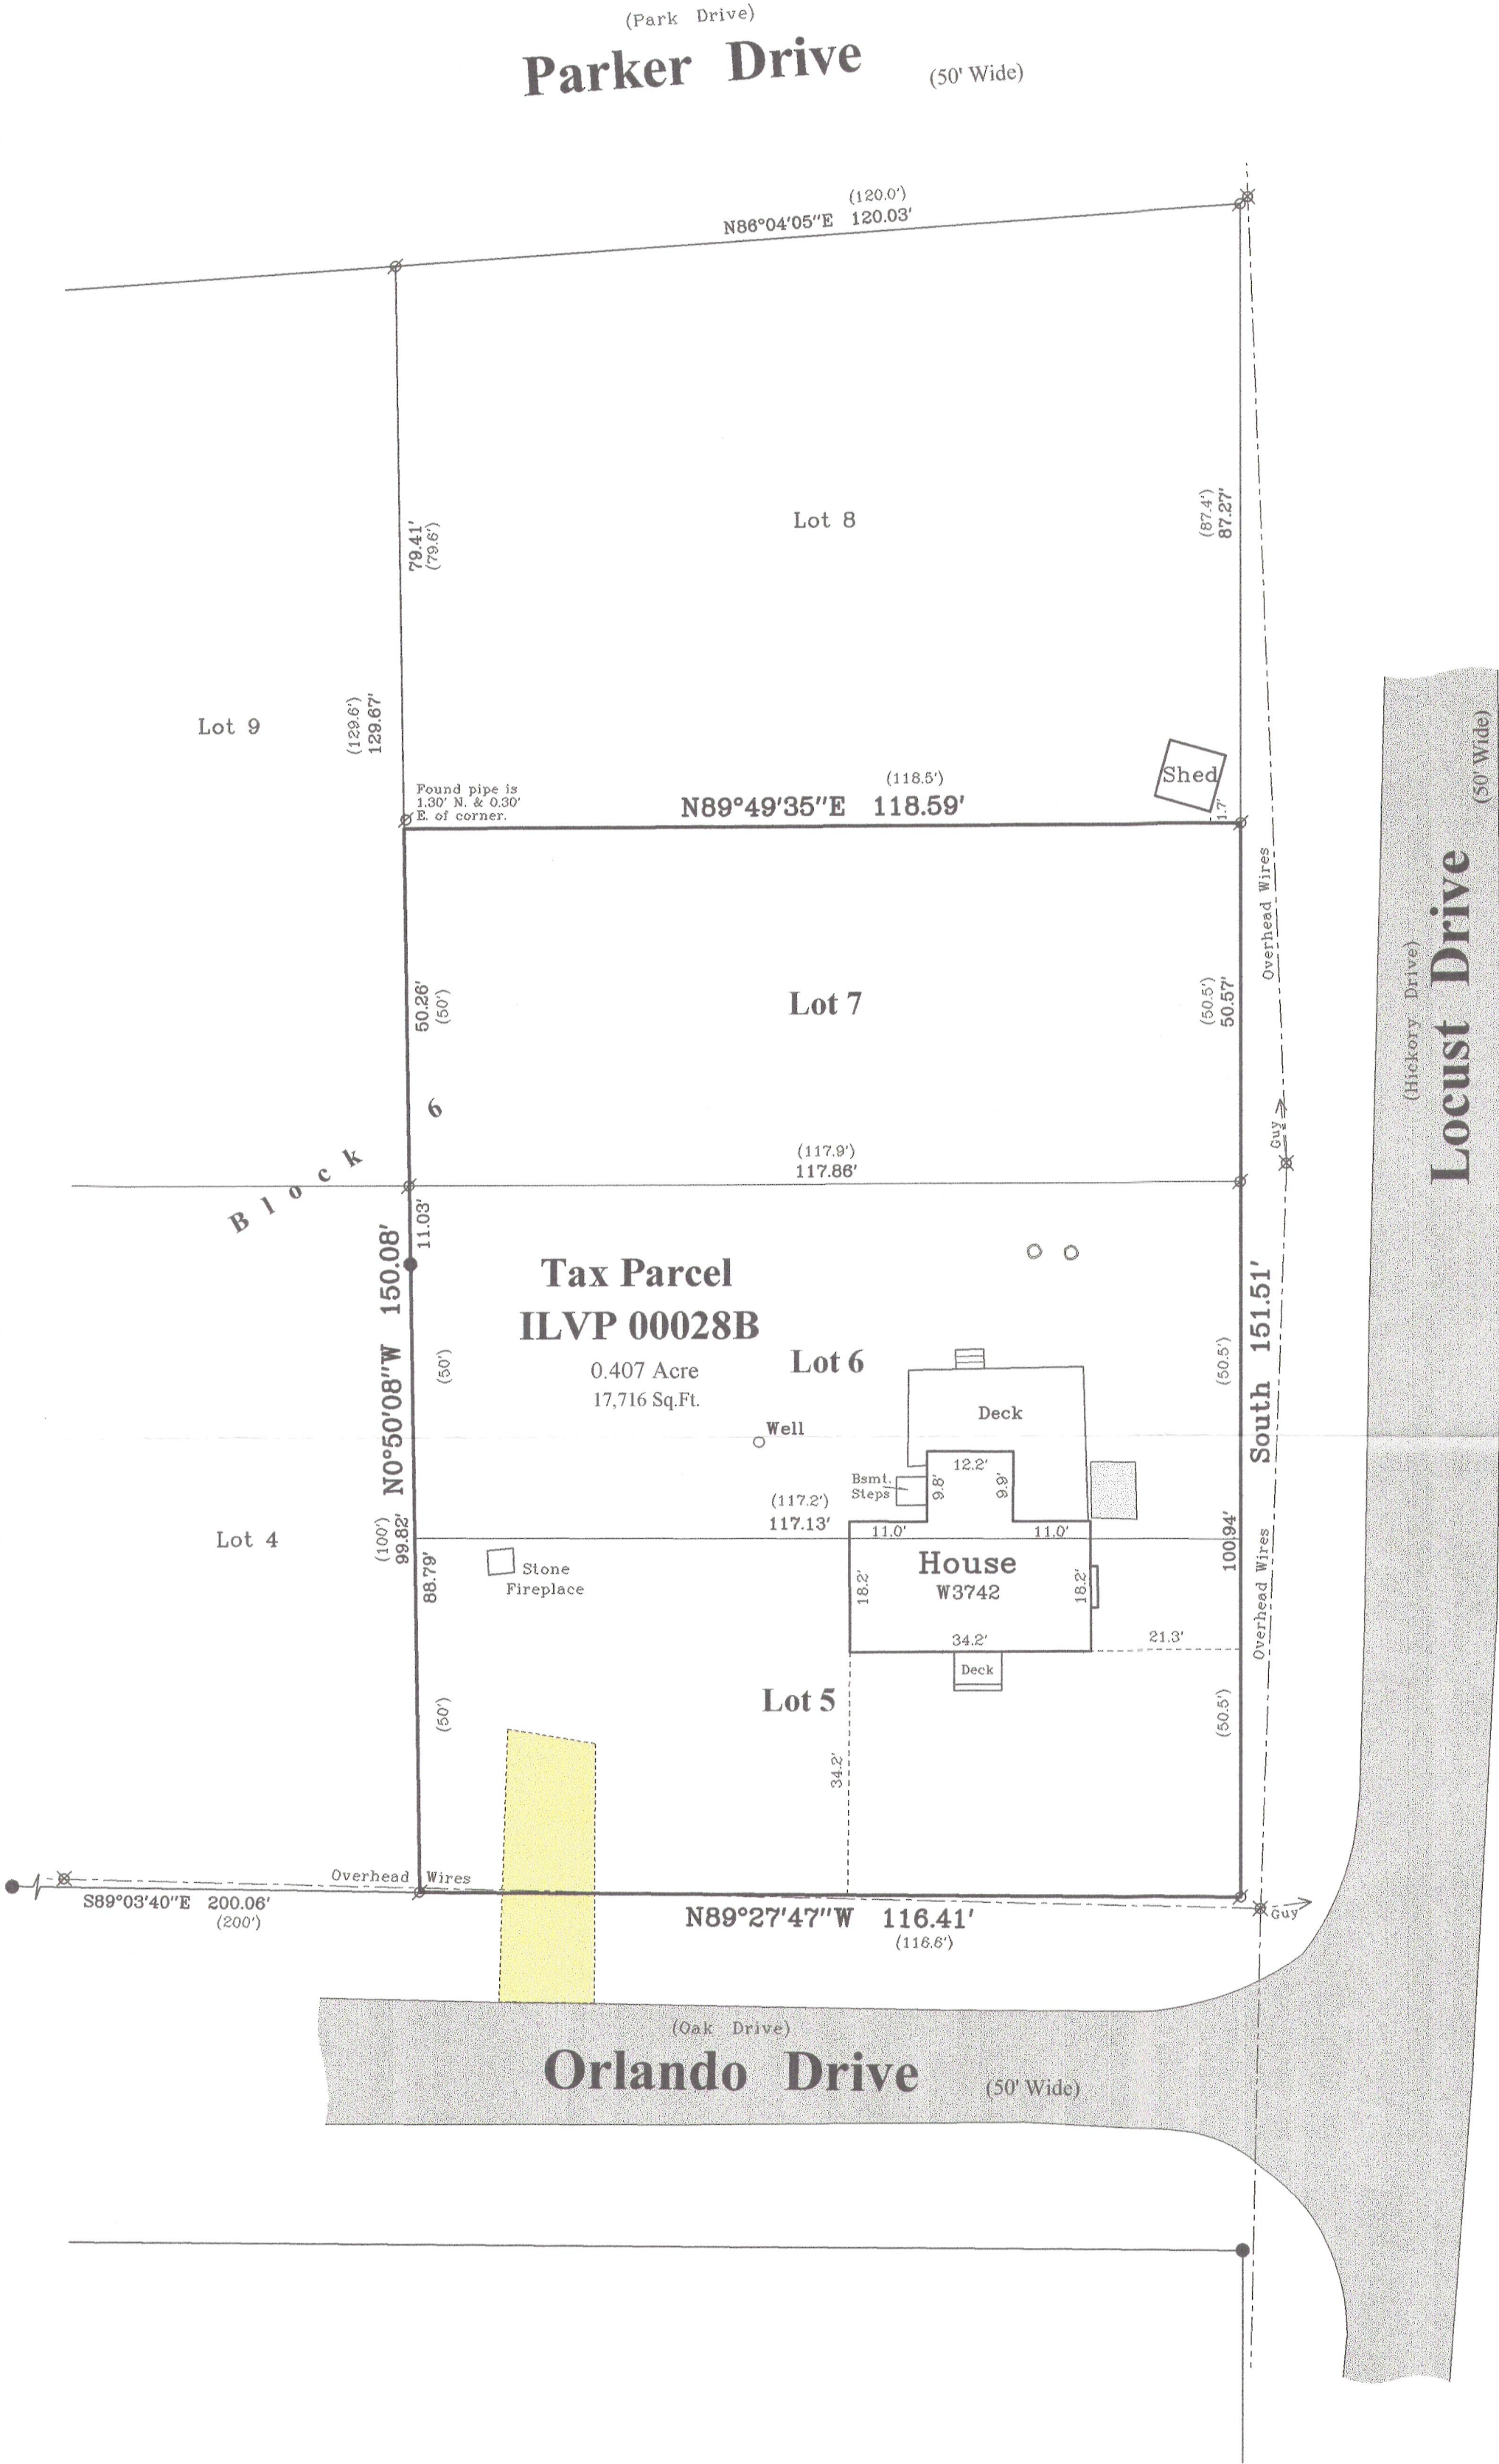 (Park Drive)
Parker Drive (50' Wide)
(120.0')
N86°04'05"E 120.03'
Lot 8
79.41'
(79.6')
(87.4')
87.27'
Lot 9
(129.6')
129.67'
Found pipe is
1.30' N. & 0.30'
E. of corner.
(118.5')
N89°49'35"E 118.59'
Shed
1.7'
Overhead Wires
(50' Wide)
Locust Drive
(Hickory Drive)
Lot 7
50.26'
(50')
(50.5')
50.57'
Block 6
(117.9')
117.86'
Guy
11.03'
N0°50'08"W 150.08'
Tax Parcel
ILVP 00028B
0.407 Acre
17,716 Sq.Ft.
Lot 6
(50')
(50.5')
South 151.51'
Deck
Well
Bsmt.
Steps
12.2'
9.8'
9.9'
(117.2')
117.13'
11.0'
11.0'
Lot 4
(100')
99.82'
88.79'
100.94'
Overhead Wires
Stone
Fireplace
House
W3742
18.2'
18.2'
34.2'
21.3'
Deck
Lot 5
(50')
(50.5')
34.2'
Overhead Wires
S89°03'40"E 200.06'
(200')
N89°27'47"W 116.41'
(116.6')
Guy
(Oak Drive)
Orlando Drive (50' Wide)